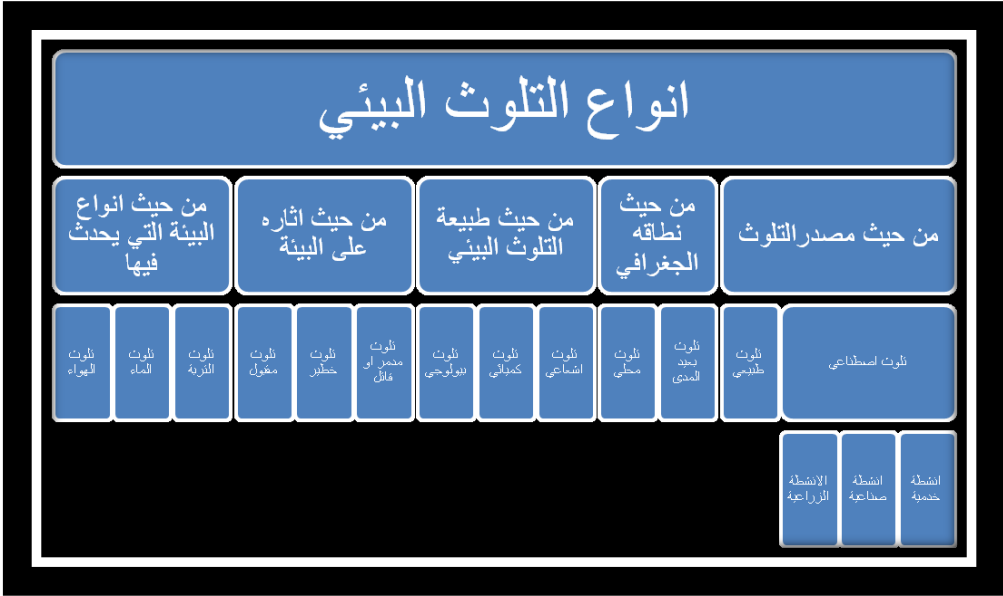 انواع التلوث البيئي
من حيث مصدرالتلوث
من حيث
نطاقه
الجغرافي
من حيث طبيعة
التلوث البيئي
من حيث اثاره
على البيئة
من حيث انواع
البيئة التي يحدث
فيها
تلوث اصطناعي
تلوث
طبيعي
تلوث
بعيد
المدى
تلوث
محلي
تلوث
اشعاعي
تلوث
كميائي
تلوث
بيولوجي
تلوث
مدمر او
قاتل
تلوث
خطير
تلوث
مقبول
تلوث
التربة
تلوث
الماء
تلوث
الهواء
انشطة
خدمية
انشطة
صناعية
الانشطة
الزراعية